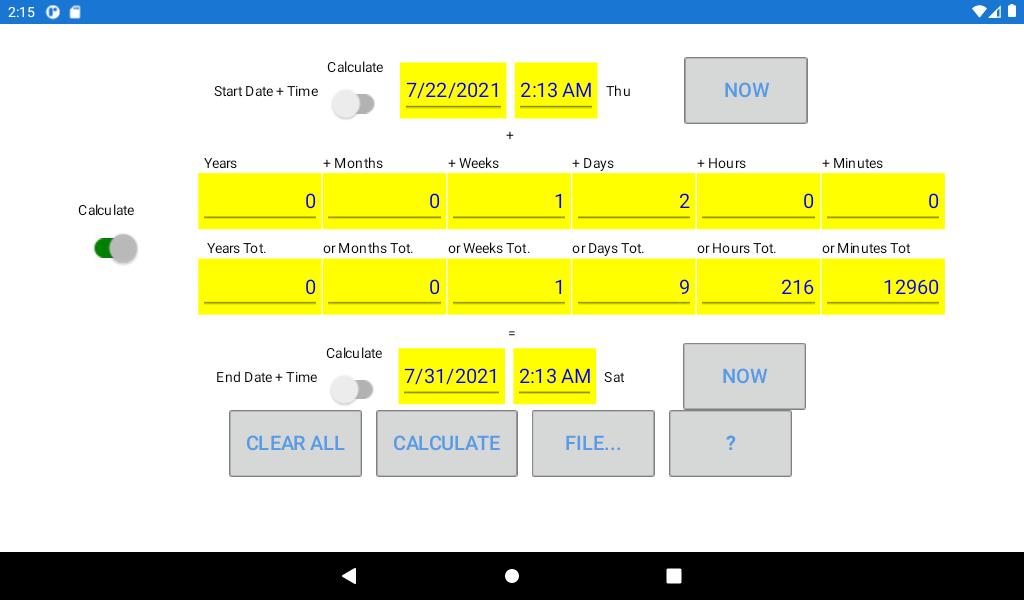 2:15
Calculate
Start Date + Time 7/22/2021 2:13 AM Thu NOW
+
Years + Months + Weeks + Days + Hours + Minutes
0 0 1 2 0 0
Calculate
Years Tot. or Months Tot. or Weeks Tot. or Days Tot. or Hours Tot. or Minutes Tot
0 0 1 9 216 12960
=
Calculate
End Date + Time 7/31/2021 2:13 AM Sat NOW
CLEAR ALL CALCULATE FILE... ?